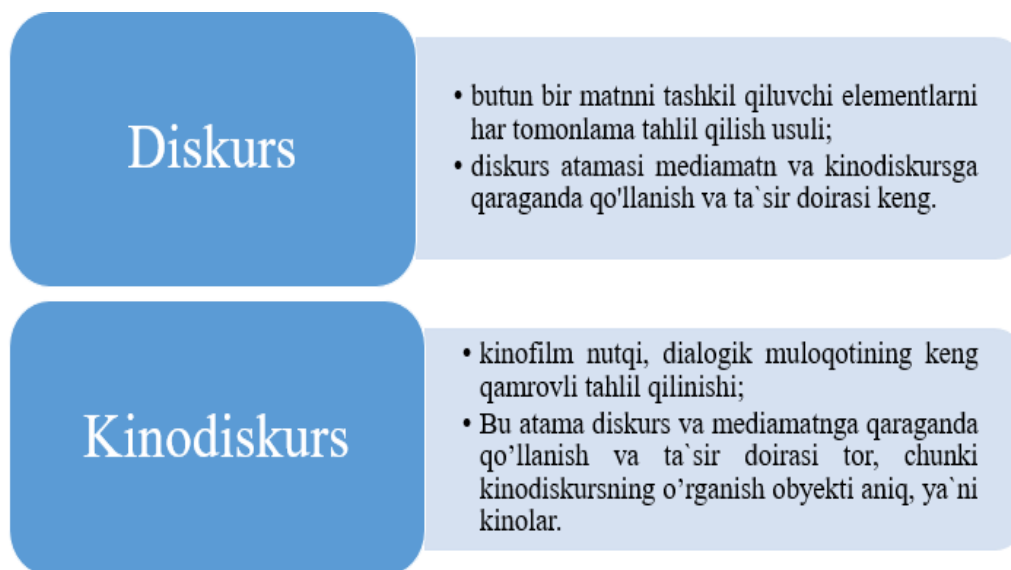 Diskurs
• butun bir matnni tashkil qiluvchi elementlarni
har tomonlama tahlil qilish usuli;
• diskurs atamasi mediamatn va kinodiskursga
qaraganda qo'llanish va ta`sir doirasi keng.
Kinodiskurs
• kinofilm nutqi, dialogik muloqotining keng
qamrovli tahlil qilinishi;
• Bu atama diskurs va mediamatnga qaraganda
qo’llanish va ta`sir doirasi tor, chunki
kinodiskursning o’rganish obyekti aniq, ya`ni
kinolar.